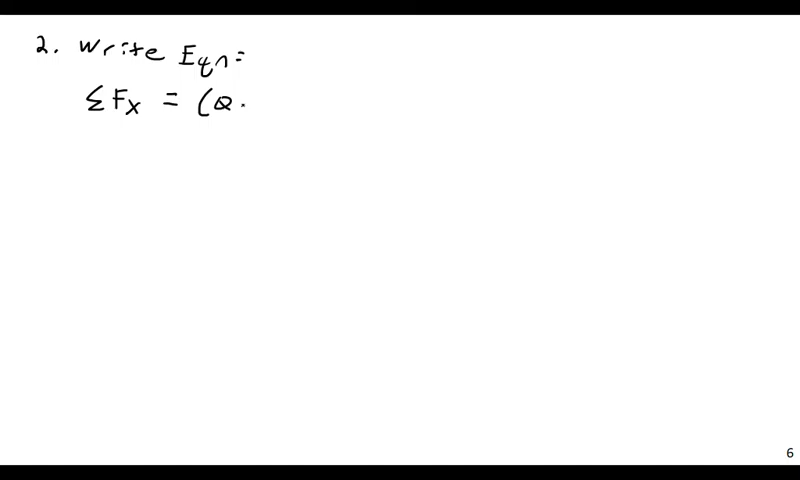 2. Write Eqn:
ΣFx = (Q.
6